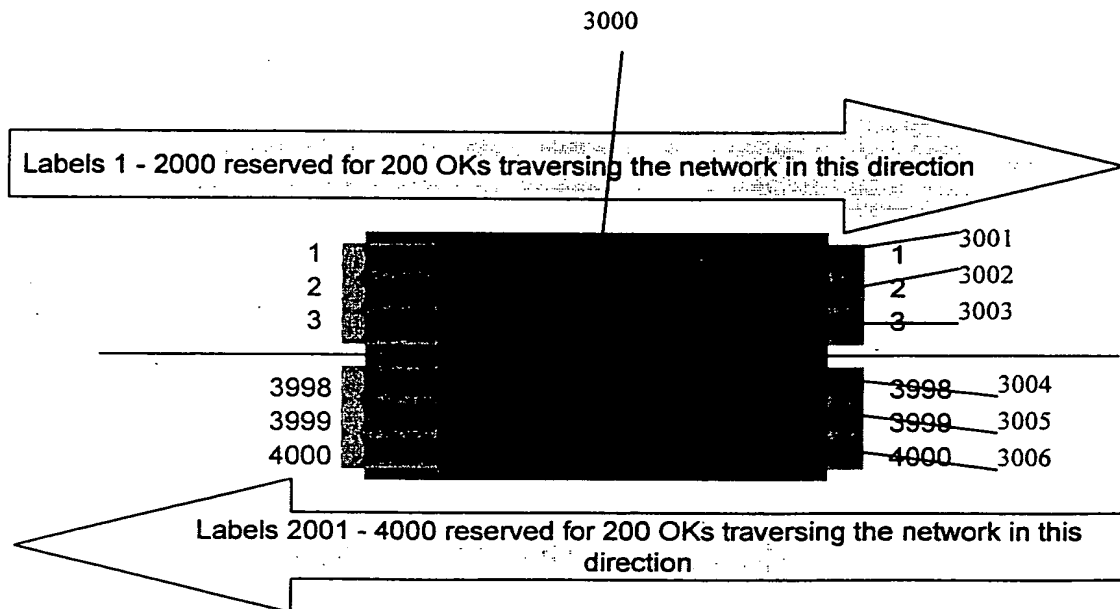 3000
Labels 1 - 2000 reserved for 200 OKs traversing the network in this direction
1 1 3001
2 2 3002
3 3 3003
3998 3998 3004
3999 3999 3005
4000 4000 3006
Labels 2001 - 4000 reserved for 200 OKs traversing the network in this
direction